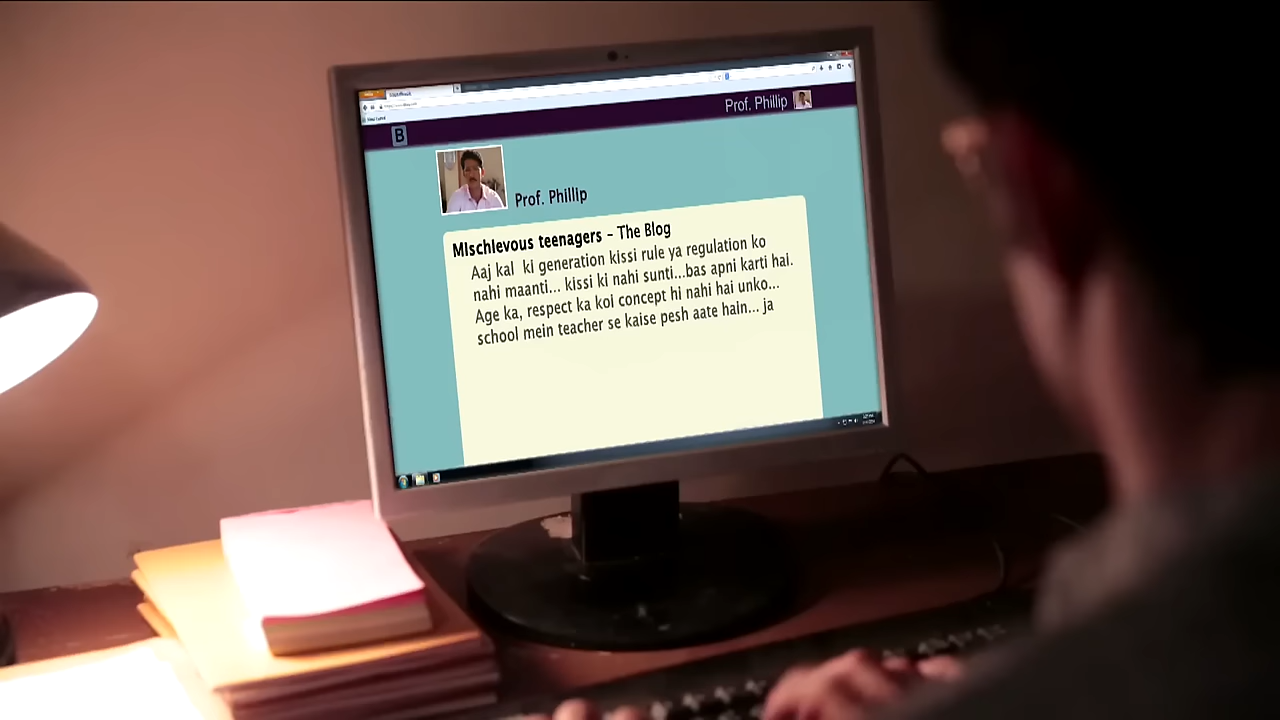 Prof. Phillip
B
Prof. Phillip
Mischievous teenagers - The Blog
Aaj kal ki generation kissi rule ya regulation ko
nahi maanti... kissi ki nahi sunti...bas apni karti hai.
Age ka, respect ka koi concept hi nahi hai unko...
school mein teacher se kaise pesh aate hain... ja